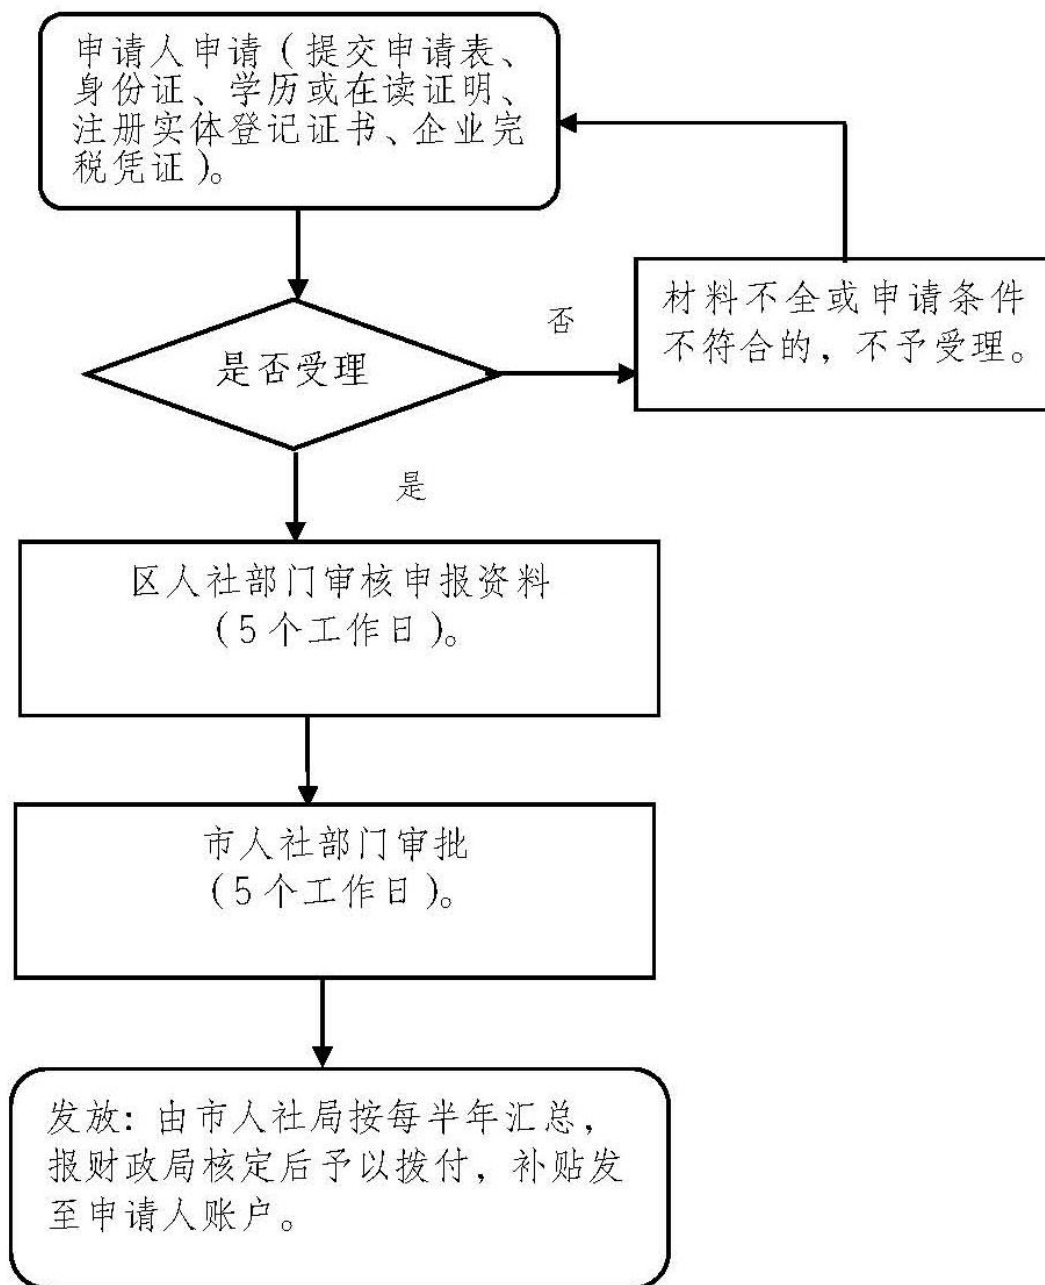 申请人申请（提交申请表、
身份证、学历或在读证明、
注册实体登记证书、企业完
税凭证）。
是否受理
否
材料不全或申请条件
不符合的，不予受理。
是
区人社部门审核申报资料
（5个工作日）。
市人社部门审批
（5个工作日）。
发放：由市人社局按每半年汇总，
报财政局核定后予以拨付，补贴发
至申请人账户。